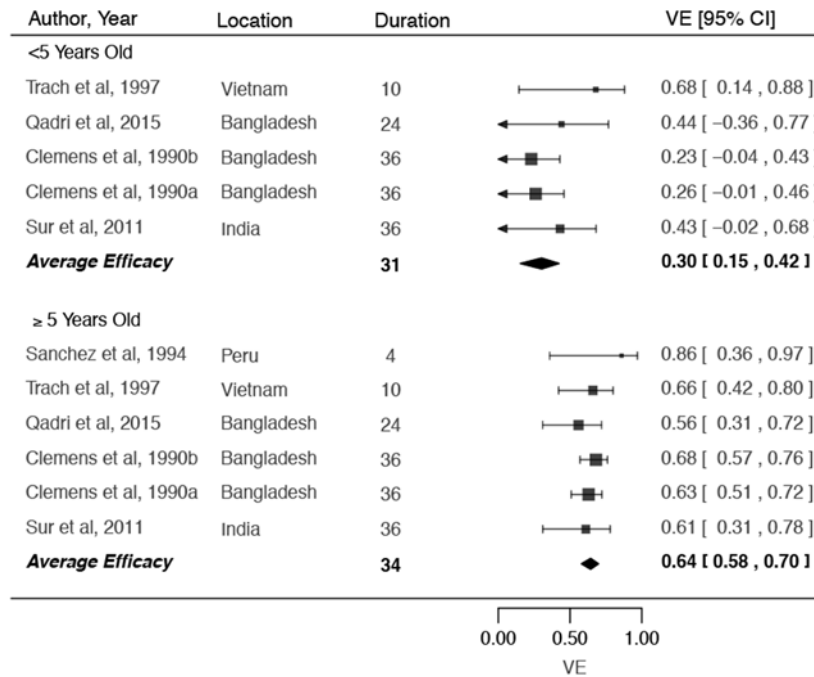 Author, Year Location Duration VE [95% CI]
<5 Years Old
Trach et al, 1997 Vietnam 10 0.68 [ 0.14 , 0.88 ]
Qadri et al, 2015 Bangladesh 24 0.44 [ −0.36 , 0.77 ]
Clemens et al, 1990b Bangladesh 36 0.23 [ −0.04 , 0.43 ]
Clemens et al, 1990a Bangladesh 36 0.26 [ −0.01 , 0.46 ]
Sur et al, 2011 India 36 0.43 [ −0.02 , 0.68 ]
Average Efficacy 31 0.30 [ 0.15 , 0.42 ]
≥ 5 Years Old
Sanchez et al, 1994 Peru 4 0.86 [ 0.36 , 0.97 ]
Trach et al, 1997 Vietnam 10 0.66 [ 0.42 , 0.80 ]
Qadri et al, 2015 Bangladesh 24 0.56 [ 0.31 , 0.72 ]
Clemens et al, 1990b Bangladesh 36 0.68 [ 0.57 , 0.76 ]
Clemens et al, 1990a Bangladesh 36 0.63 [ 0.51 , 0.72 ]
Sur et al, 2011 India 36 0.61 [ 0.31 , 0.78 ]
Average Efficacy 34 0.64 [ 0.58 , 0.70 ]
0.00 0.50 1.00
VE